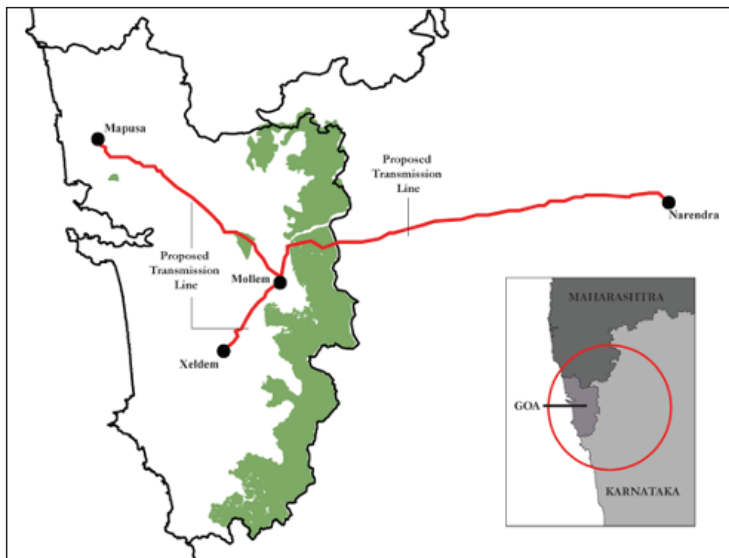 Mapusa
Proposed
Transmission
Line
Narendra
Proposed
Transmission
Line
Mollem
Xeldem
MAHARASHTRA
GOA
KARNATAKA